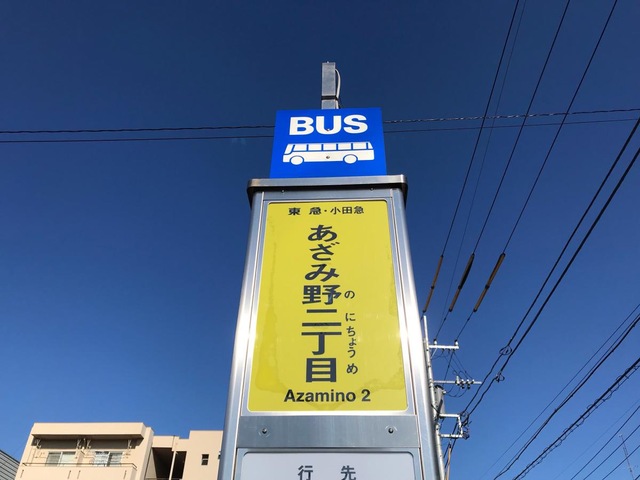 BUS
東急・小田急
あざみ野二丁目
の にちょうめ
Azamino 2
行先